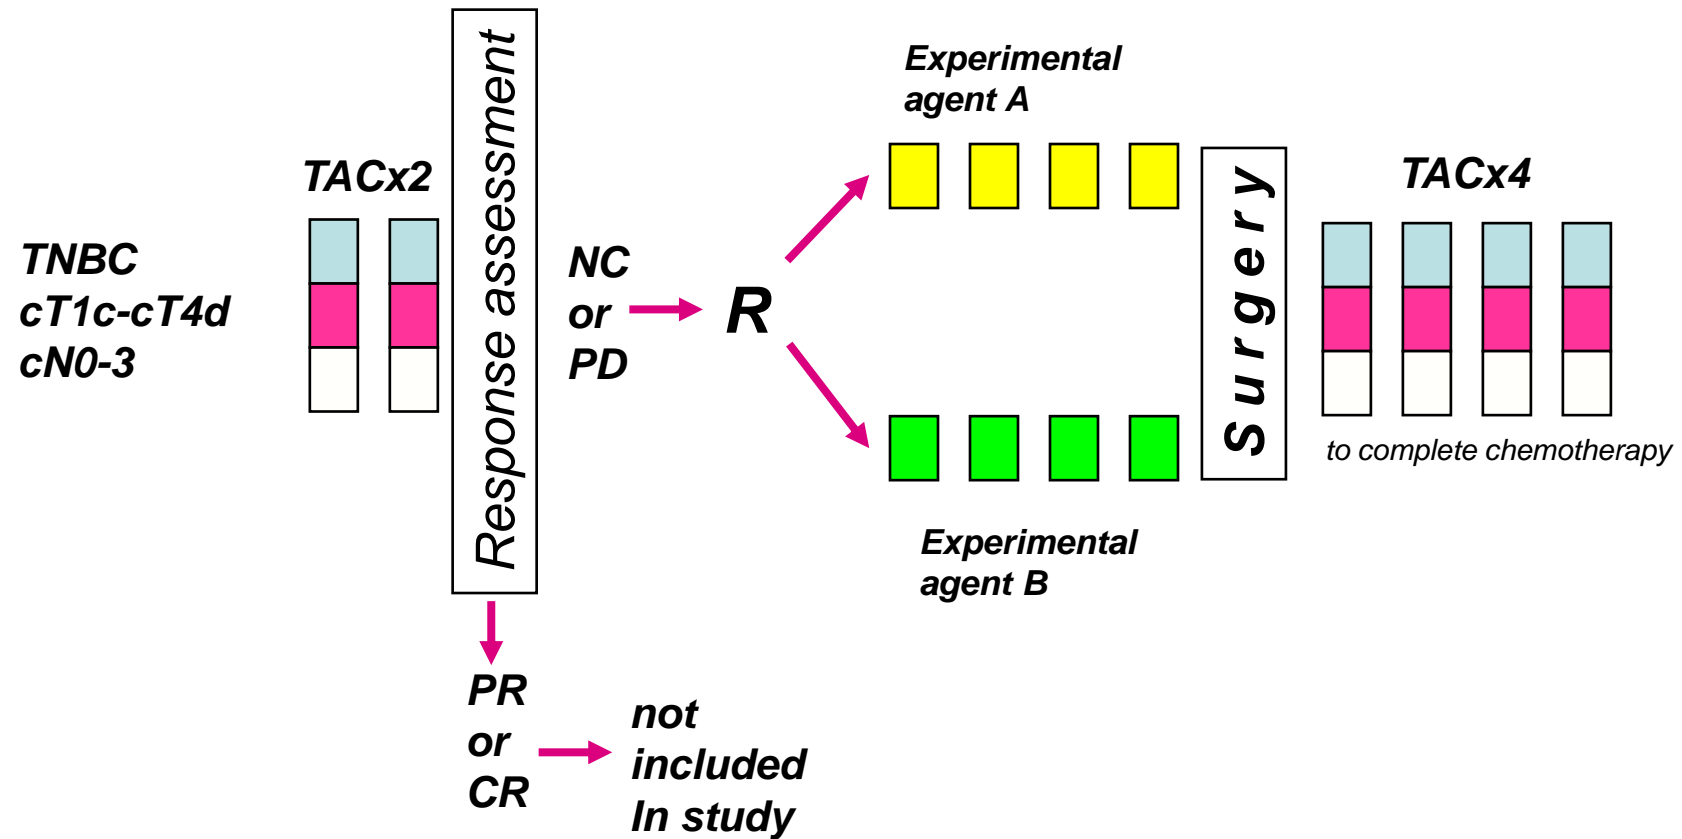 TNBC
cT1c-cT4d
cN0-3
TACx2
Response assessment
NC
or
PD
R
PR
or
CR
not
included
In study
Experimental
agent A
Experimental
agent B
Surgery
TACx4
to complete chemotherapy